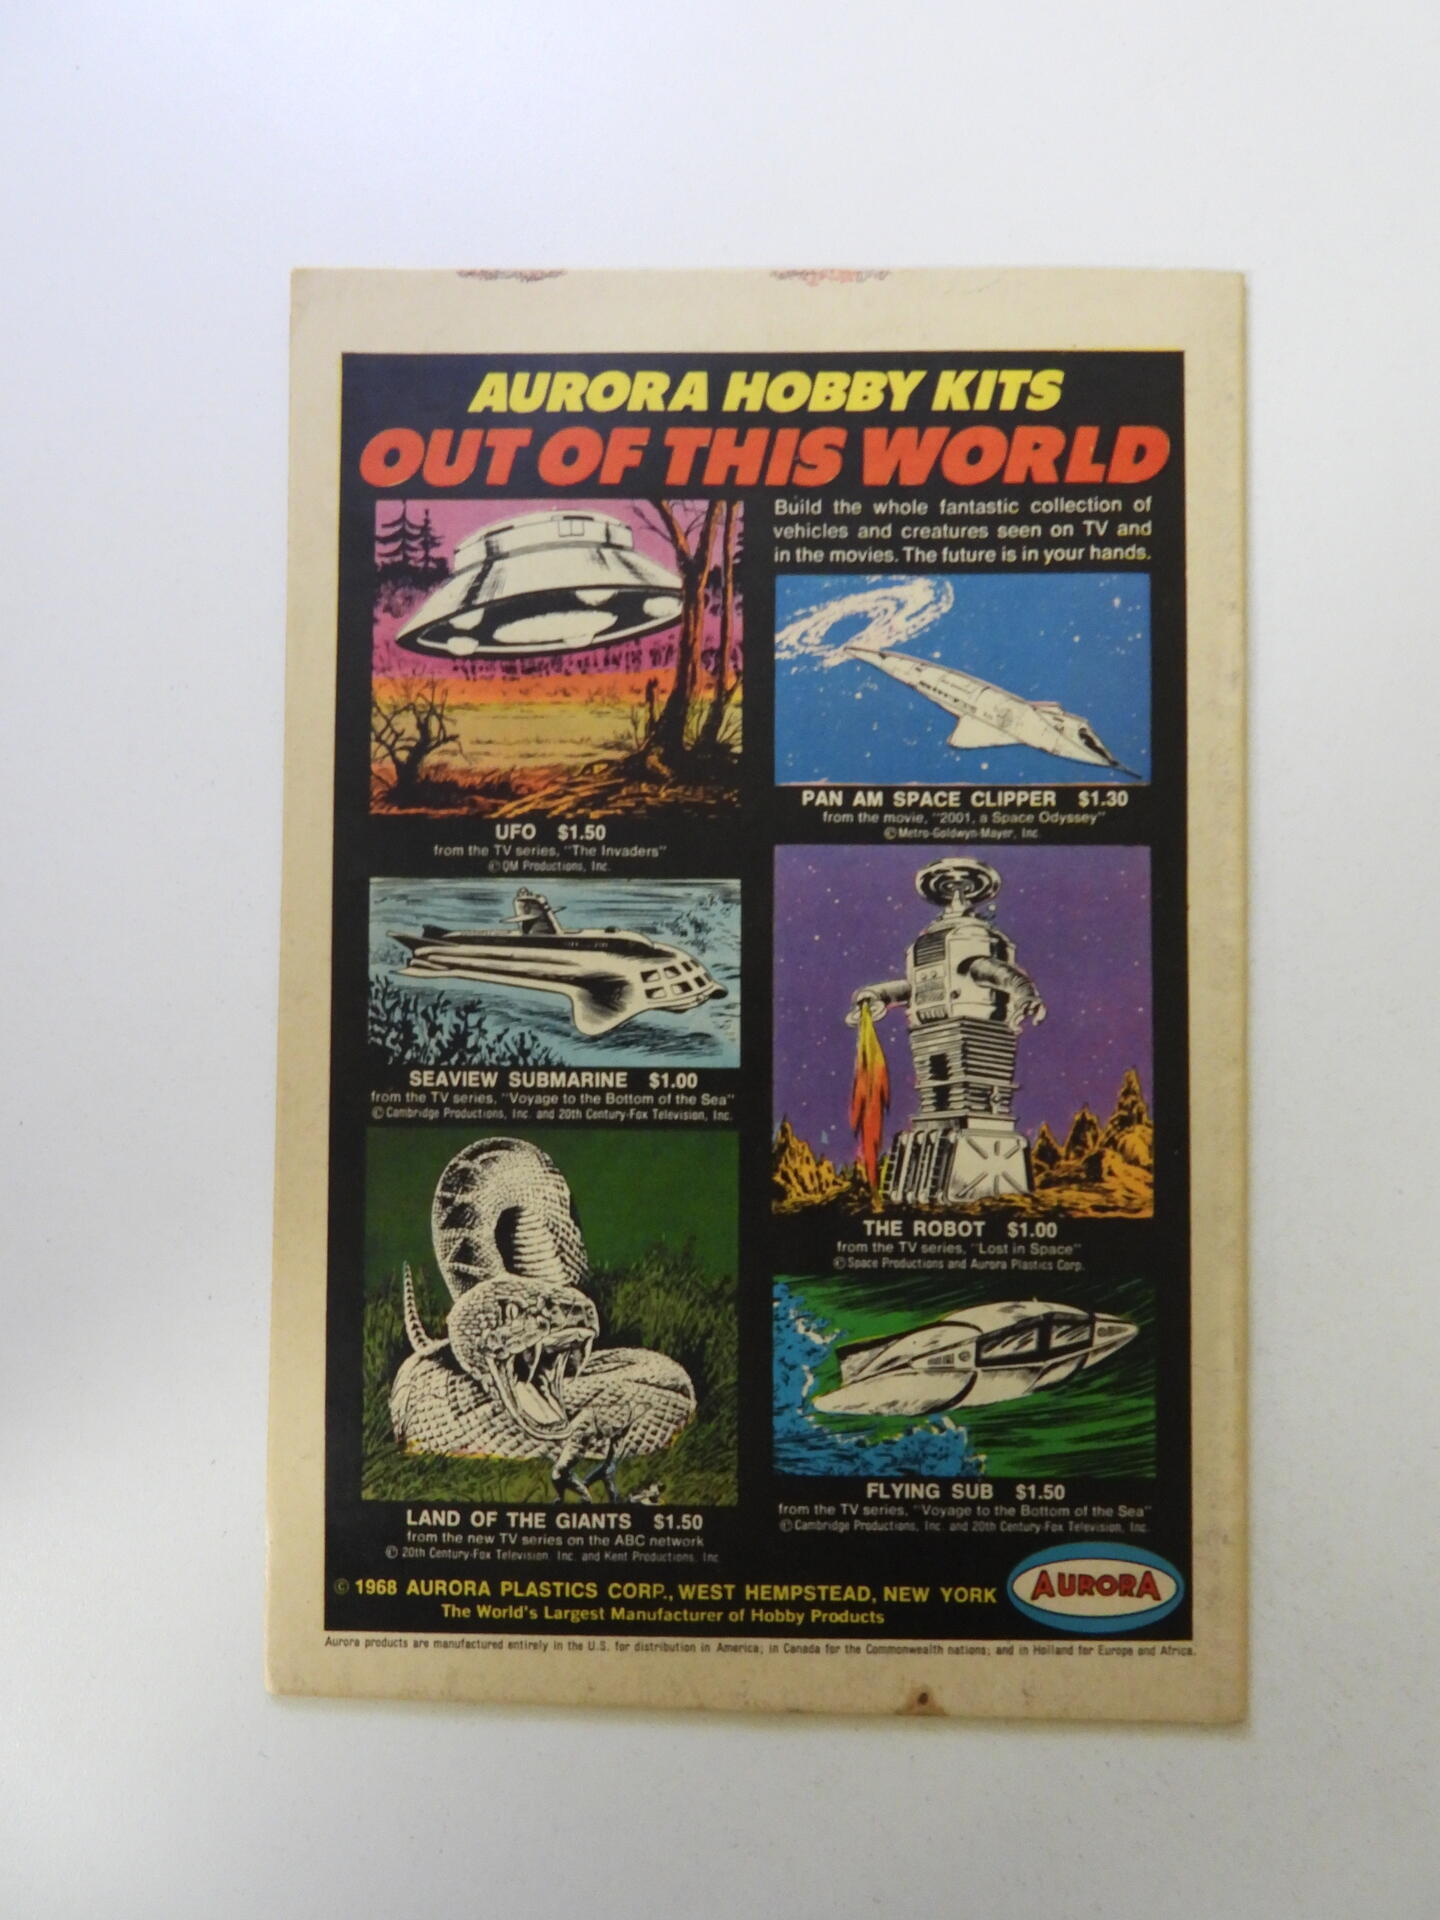 AURORA HOBBY KITS
OUT OF THIS WORLD
Build the whole fantastic collection of
vehicles and creatures seen on TV and
in the movies. The future is in your hands.
UFO $1.50
from the TV series, "The Invaders"
© QM Productions, Inc.
PAN AM SPACE CLIPPER $1.30
from the movie, "2001, a Space Odyssey"
© Metro-Goldwyn-Mayer, Inc.
SEAVIEW SUBMARINE $1.00
from the TV series, "Voyage to the Bottom of the Sea"
© Cambridge Productions, Inc. and 20th Century-Fox Television, Inc.
THE ROBOT $1.00
from the TV series, "Lost in Space"
© Space Productions and Aurora Plastics Corp.
LAND OF THE GIANTS $1.50
from the new TV series on the ABC network
© 20th Century-Fox Television, Inc. and Kent Productions, Inc
FLYING SUB $1.50
from the TV series, "Voyage to the Bottom of the Sea"
© Cambridge Productions, Inc. and 20th Century-Fox Television, Inc.
© 1968 AURORA PLASTICS CORP., WEST HEMPSTEAD, NEW YORK
The World's Largest Manufacturer of Hobby Products
AURORA
Aurora products are manufactured entirely in the U.S. for distribution in America; in Canada for the Commonwealth nations; and in Holland for Europe and Africa.